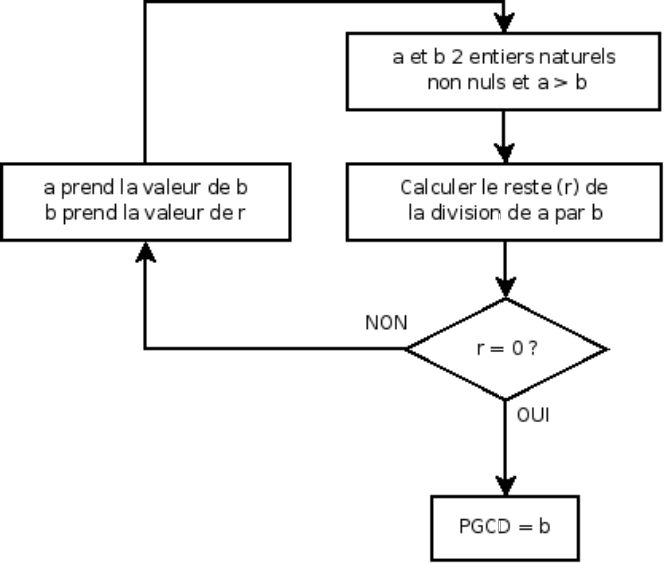 a et b 2 entiers naturels
non nuls et a > b
a prend la valeur de b
b prend la valeur de r
Calculer le reste (r) de
la division de a par b
NON
r = 0 ?
OUI
PGCD = b